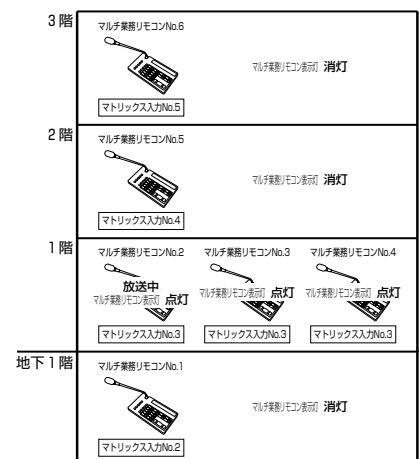 3階
マルチ業務リモコンNo.6
マルチ業務リモコン表示灯 消灯
マトリックス入力No.5
2階
マルチ業務リモコンNo.5
マルチ業務リモコン表示灯 消灯
マトリックス入力No.4
1階
マルチ業務リモコンNo.2 マルチ業務リモコンNo.3 マルチ業務リモコンNo.4
放送中
マルチ業務リモコン表示灯 点灯 マルチ業務リモコン表示灯 点灯 マルチ業務リモコン表示灯 点灯
マトリックス入力No.3 マトリックス入力No.3 マトリックス入力No.3
地下1階
マルチ業務リモコンNo.1
マルチ業務リモコン表示灯 消灯
マトリックス入力No.2